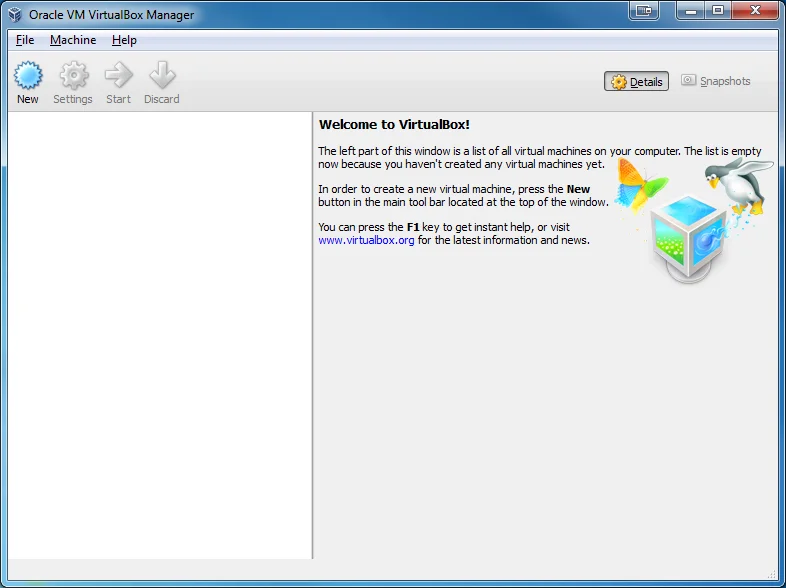 Oracle VM VirtualBox Manager
File Machine Help
New Settings Start Discard Details Snapshots
Welcome to VirtualBox!
The left part of this window is a list of all virtual machines on your computer. The list is empty
now because you haven't created any virtual machines yet.
In order to create a new virtual machine, press the New
button in the main tool bar located at the top of the window.
You can press the F1 key to get instant help, or visit
www.virtualbox.org for the latest information and news.